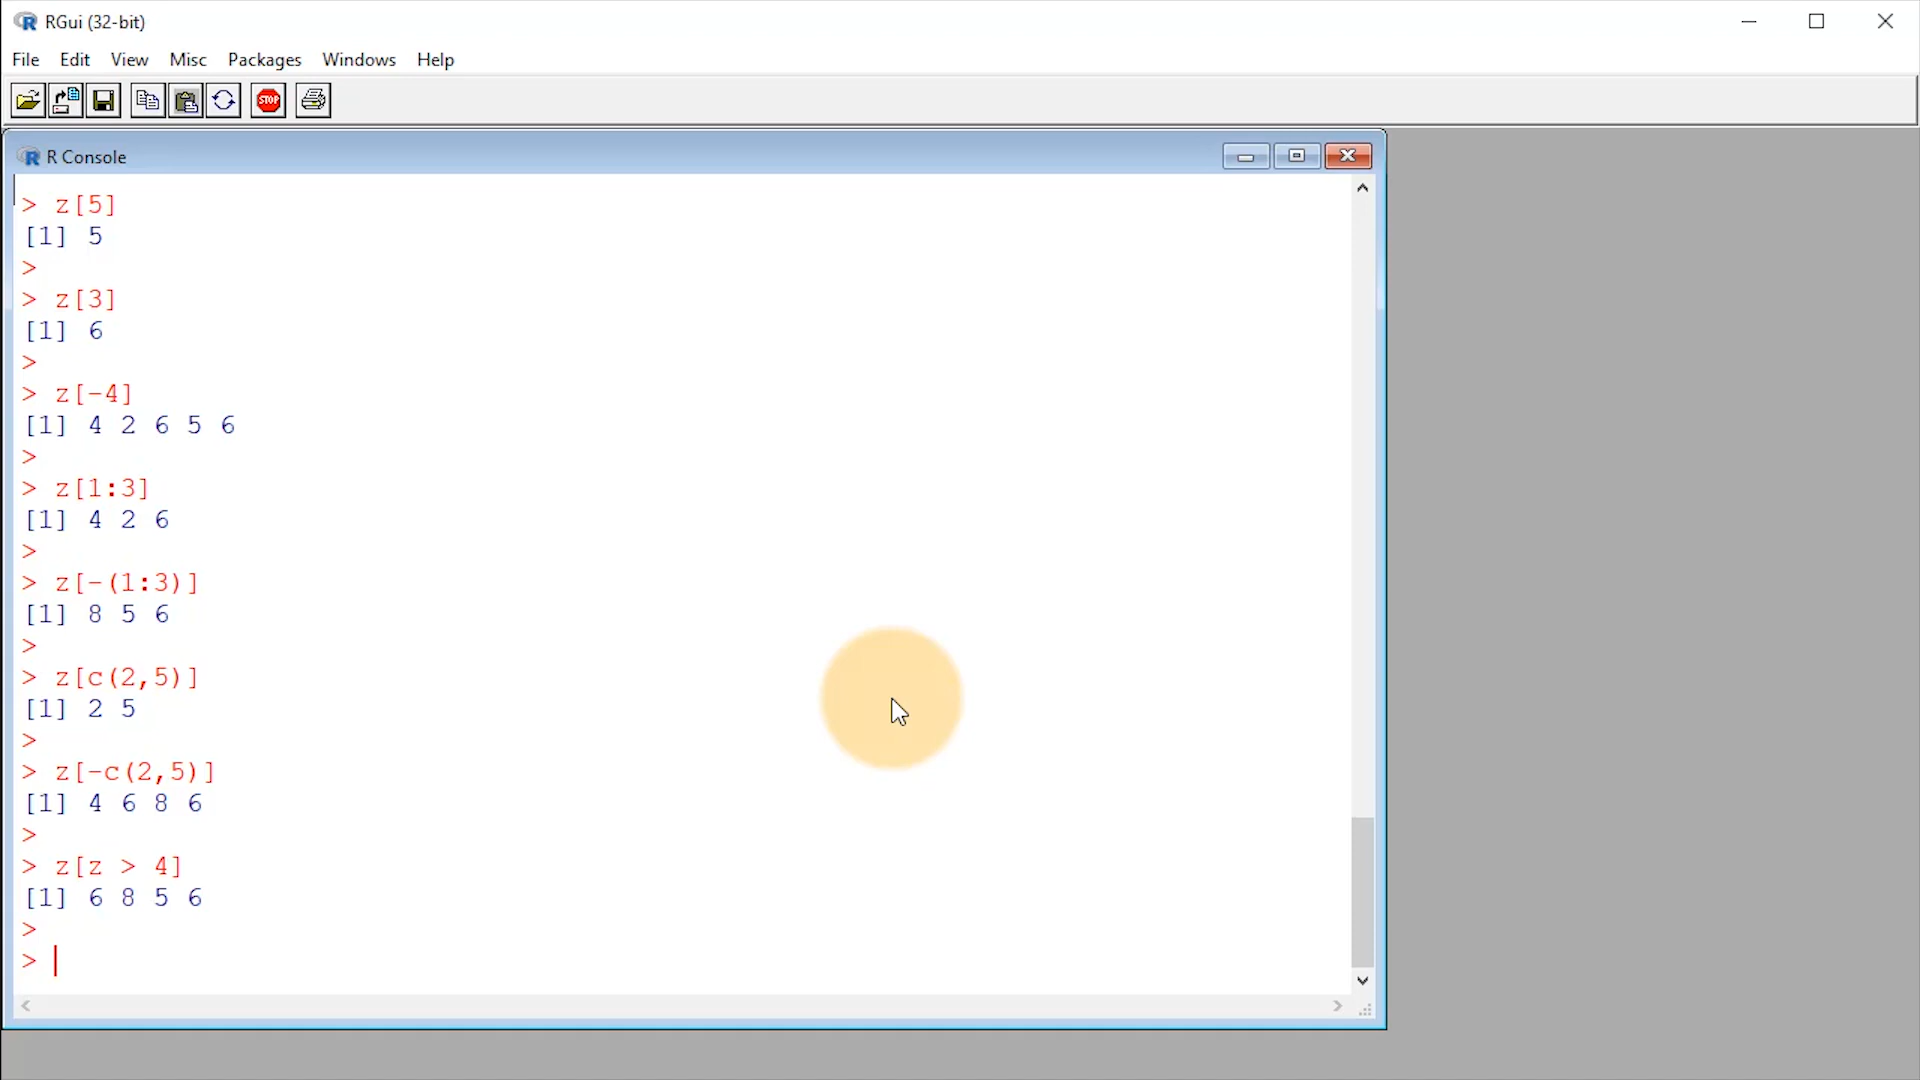 RGui (32-bit)
File Edit View Misc Packages Windows Help
STOP
R Console
> z[5]
[1] 5
>
> z[3]
[1] 6
>
> z[-4]
[1] 4 2 6 5 6
>
> z[1:3]
[1] 4 2 6
>
> z[-(1:3)]
[1] 8 5 6
>
> z[c(2,5)]
[1] 2 5
>
> z[-c(2,5)]
[1] 4 6 8 6
>
> z[z > 4]
[1] 6 8 5 6
>
>